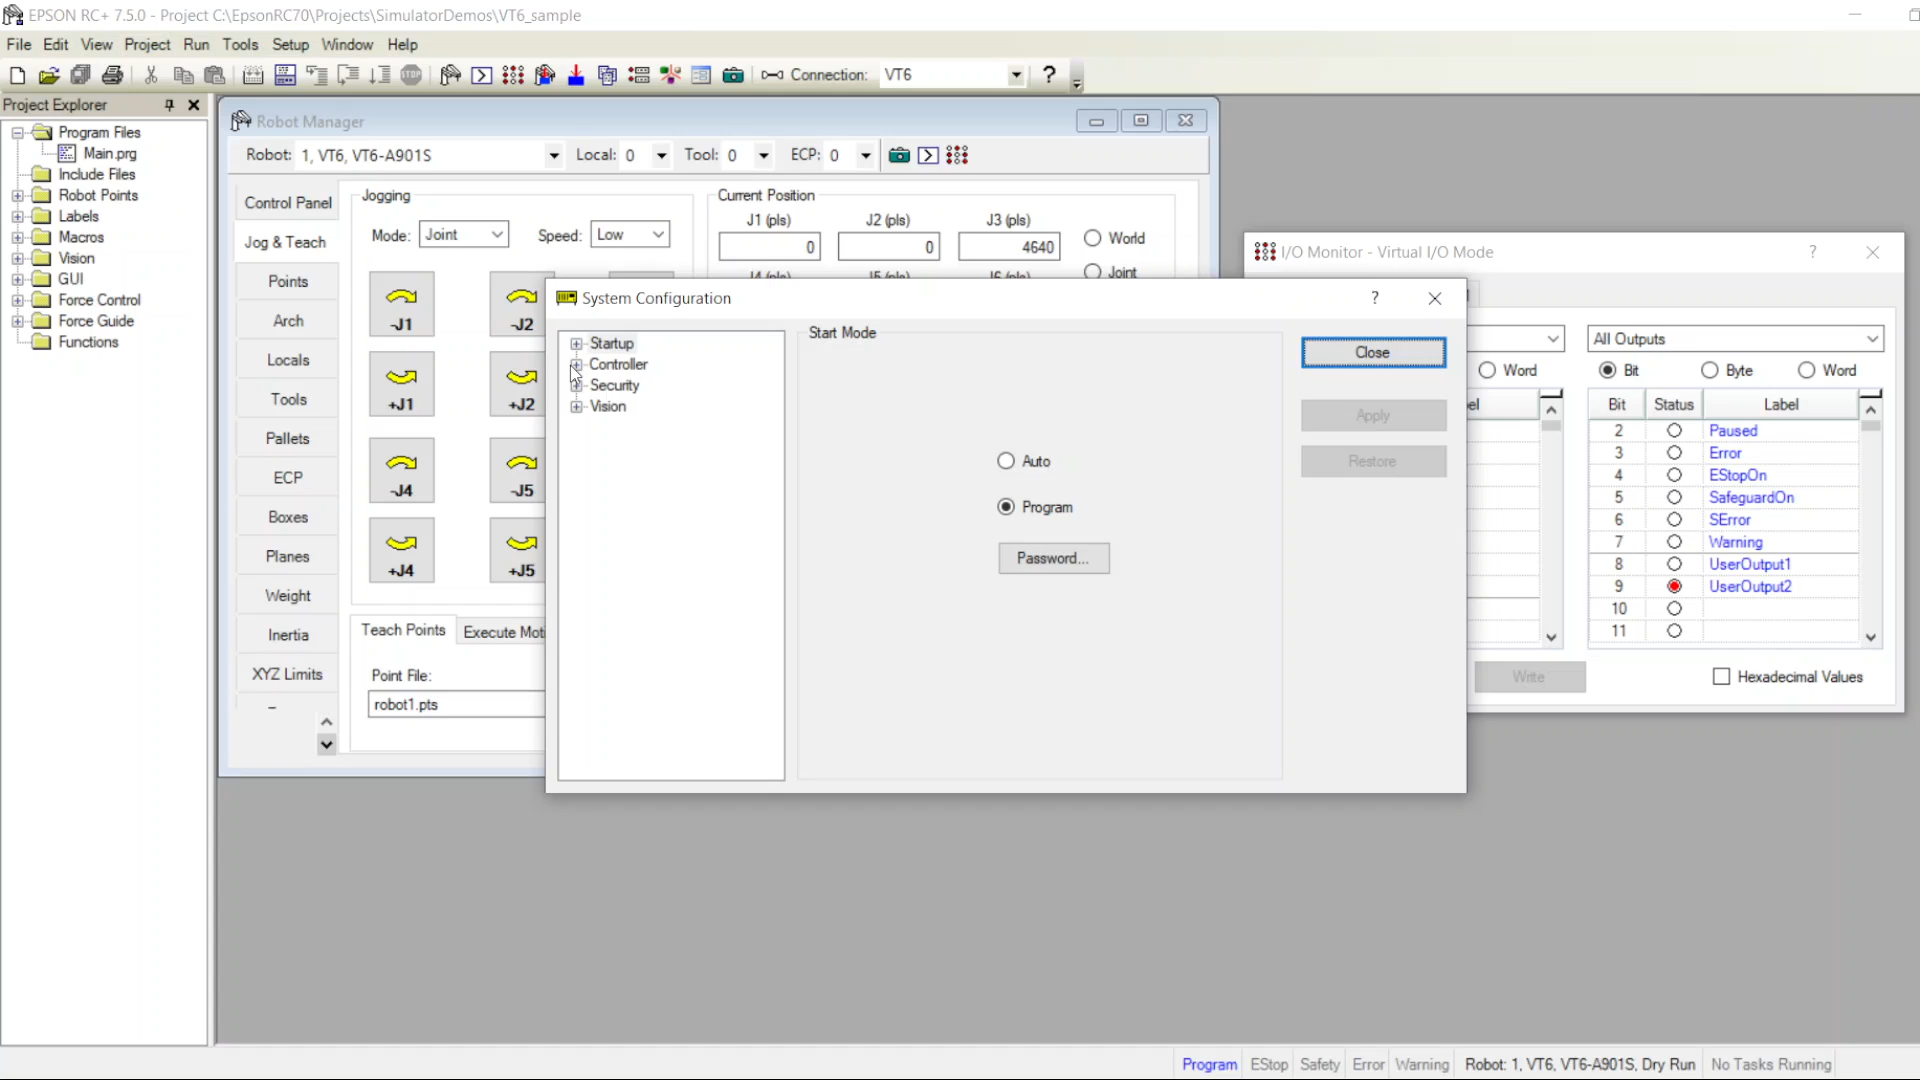 EPSON RC+ 7.5.0 - Project C:\EpsonRC70\Projects\SimulatorDemos\VT6_sample
File Edit View Project Run Tools Setup Window Help
Connection: VT6
Project Explorer
Program Files
Main.prg
Include Files
Robot Points
Labels
Macros
Vision
GUI
Force Control
Force Guide
Functions
Robot Manager
Robot: 1, VT6, VT6-A901S Local: 0 Tool: 0 ECP: 0
Control Panel
Jog & Teach
Points
Arch
Locals
Tools
Pallets
ECP
Boxes
Planes
Weight
Inertia
XYZ Limits
Jogging
Mode: Joint Speed: Low
-J1 -J2
+J1 +J2
-J4 -J5
+J4 +J5
Current Position
J1 (pls) J2 (pls) J3 (pls)
0 0 4640
World
Joint
Teach Points
Point File:
robot1.pts
System Configuration
Startup
Controller
Security
Vision
Start Mode
Auto
Program
Password...
Close
Apply
Restore
I/O Monitor - Virtual I/O Mode
Word
All Outputs
Bit Byte Word
Bit Status Label
2 Paused
3 Error
4 EStopOn
5 SafeguardOn
6 SError
7 Warning
8 UserOutput1
9 UserOutput2
10
11
Write
Hexadecimal Values
Program EStop Safety Error Warning Robot: 1, VT6, VT6-A901S, Dry Run No Tasks Running